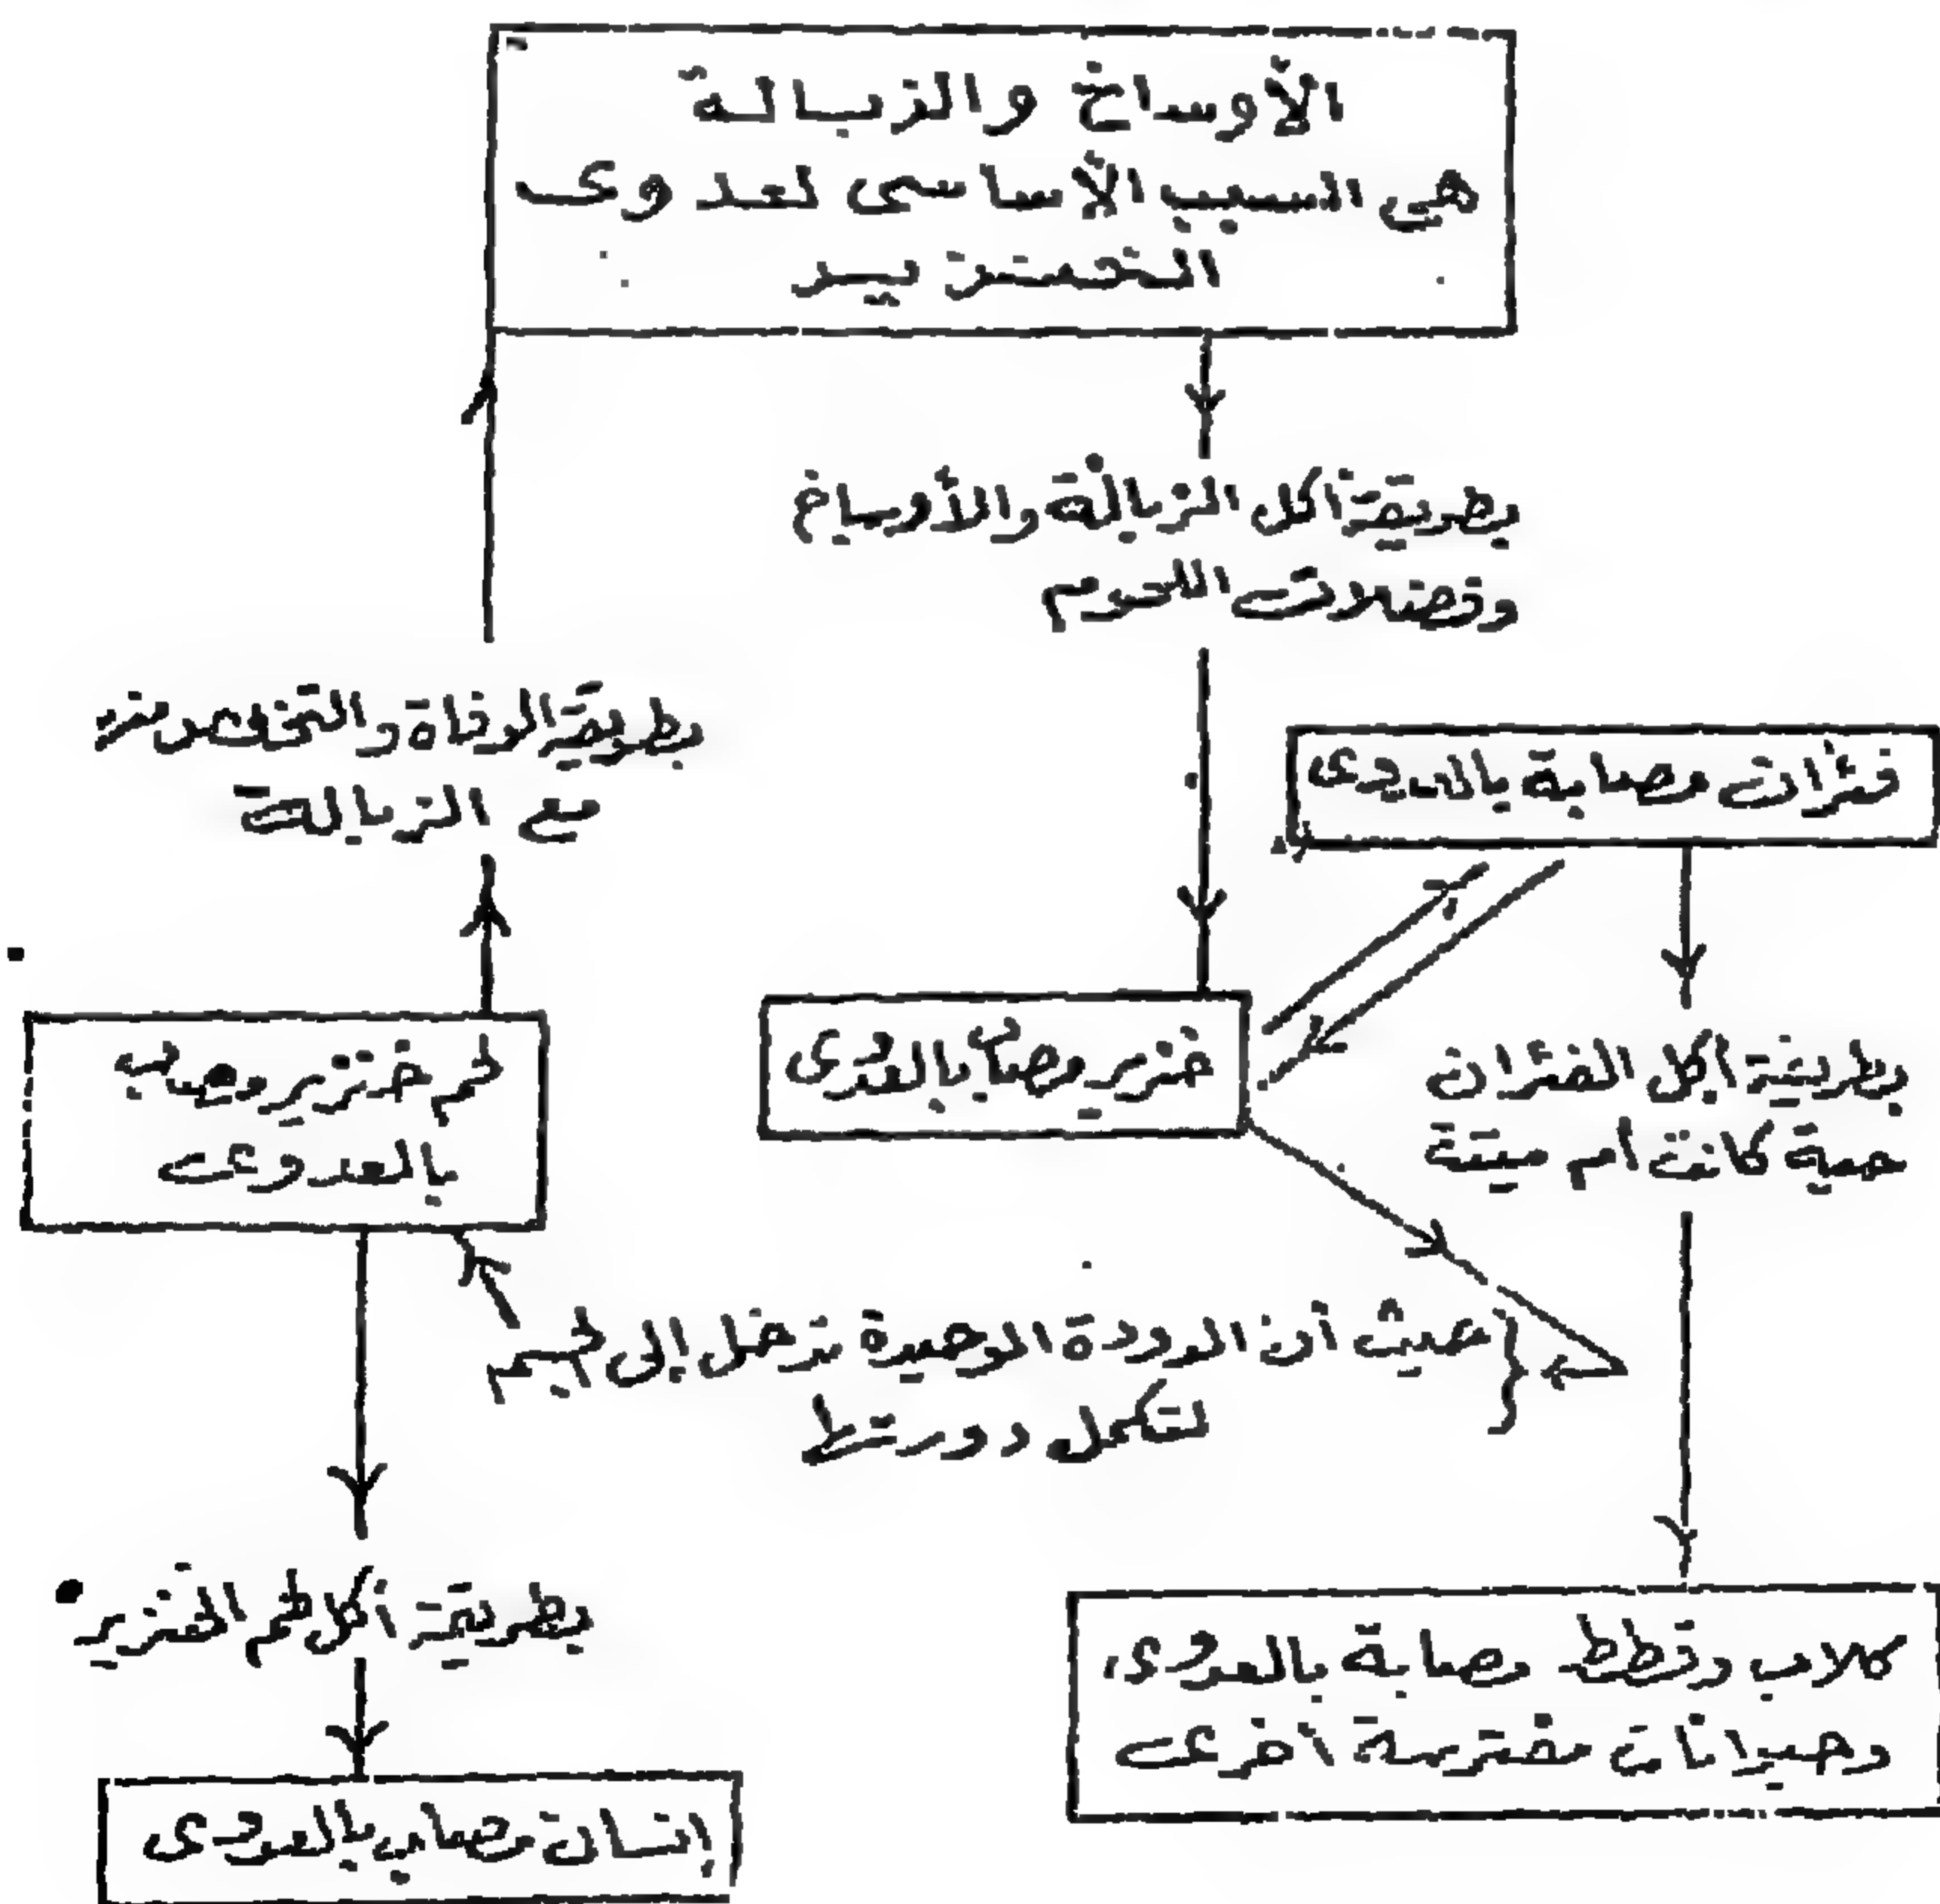 الأوساخ والزبالة
هي السبب الأساسى لعدوى
الخنزير
بطريقة أكل الزبالة والأوساخ
وفضلات اللحوم
بطريقة الوفاة والتخلص منه
مع الزبالة
فئران مصابة بالعدوى
خنزير مصاب بالعدوى
لحم خنزير مصاب
بالعدوى
بطريقة أكل الفئران
حية كانت أم ميتة
حيث أن الدودة الوحيدة تدخل إلى لحم
لتكمل دورتها
بطريقة أكل لحم الخنزير
كلاب وقطط مصابة بالعدوى،
وحيوانات مفترسة أخرى
إنسان مصاب بالعدوى